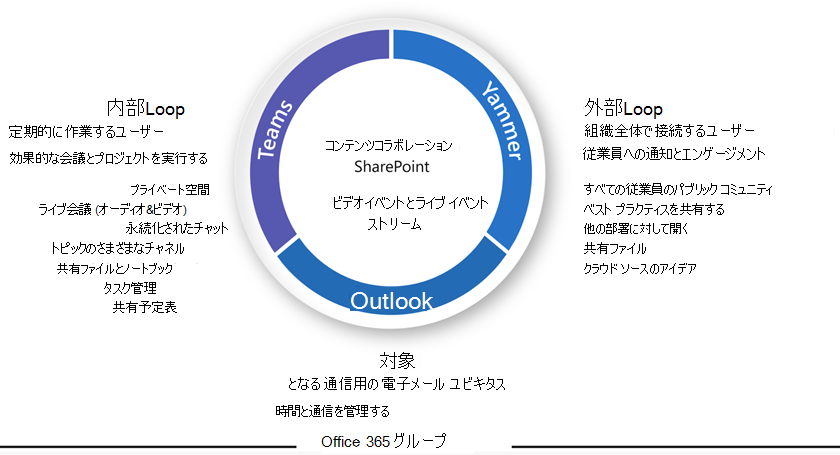 内部Loop
定期的に作業するユーザー
効果的な会議とプロジェクトを実行する
プライベート空間
ライブ会議 (オーディオ&ビデオ)
永続化されたチャット
トピックのさまざまなチャネル
共有ファイルとノートブック
タスク管理
共有予定表
Teams
Yammer
コンテンツコラボレーション
SharePoint
ビデオイベントとライブ イベント
ストリーム
Outlook
外部Loop
組織全体で接続するユーザー
従業員への通知とエンゲージメント
すべての従業員のパブリック コミュニティ
ベスト プラクティスを共有する
他の部署に対して開く
共有ファイル
クラウド ソースのアイデア
対象
となる 通信用の 電子メール ユビキタス
時間と通信を管理する
Office 365 グループ